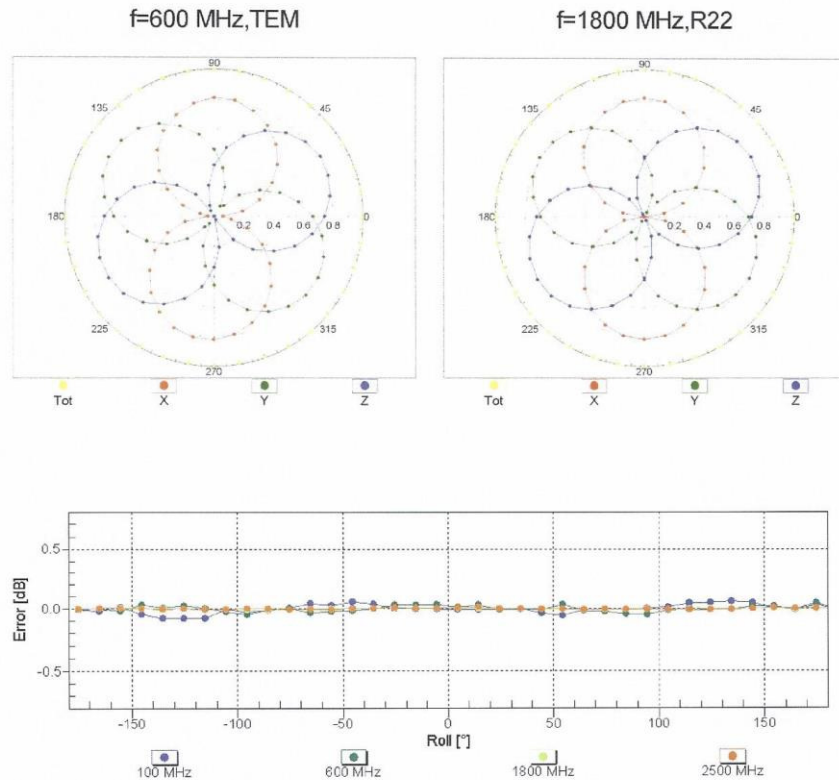 f=600 MHz,TEM
f=1800 MHz,R22
90
135
45
180
0.2 0.4 0.6 0.8
0
225
315
270
Tot X Y Z
90
135
45
180
0.2 0.4 0.6 0.8
0
225
315
270
Tot X Y Z
Error [dB]
0.5
0.0
-0.5
-150 -100 -50 0 50 100 150
Roll [°]
100 MHz 600 MHz 1800 MHz 2500 MHz